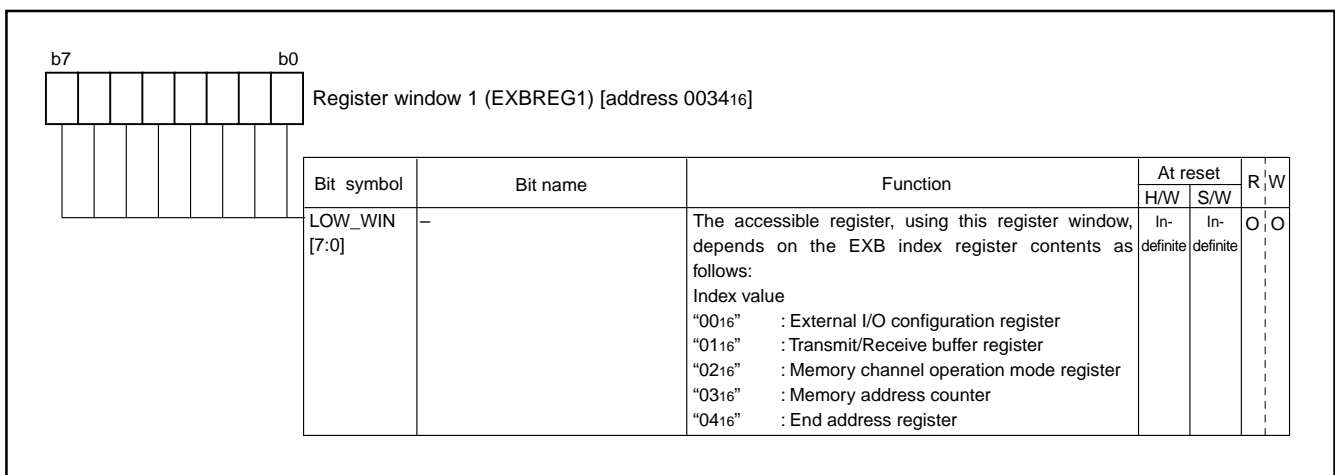 b7 b0
Register window 1 (EXBREG1) [address 003416]
Bit symbol Bit name Function At reset R W
H/W S/W
LOW_WIN – The accessible register, using this register window, In- In- O O
[7:0] depends on the EXB index register contents as definite definite
follows:
Index value
“0016” : External I/O configuration register
“0116” : Transmit/Receive buffer register
“0216” : Memory channel operation mode register
“0316” : Memory address counter
“0416” : End address register